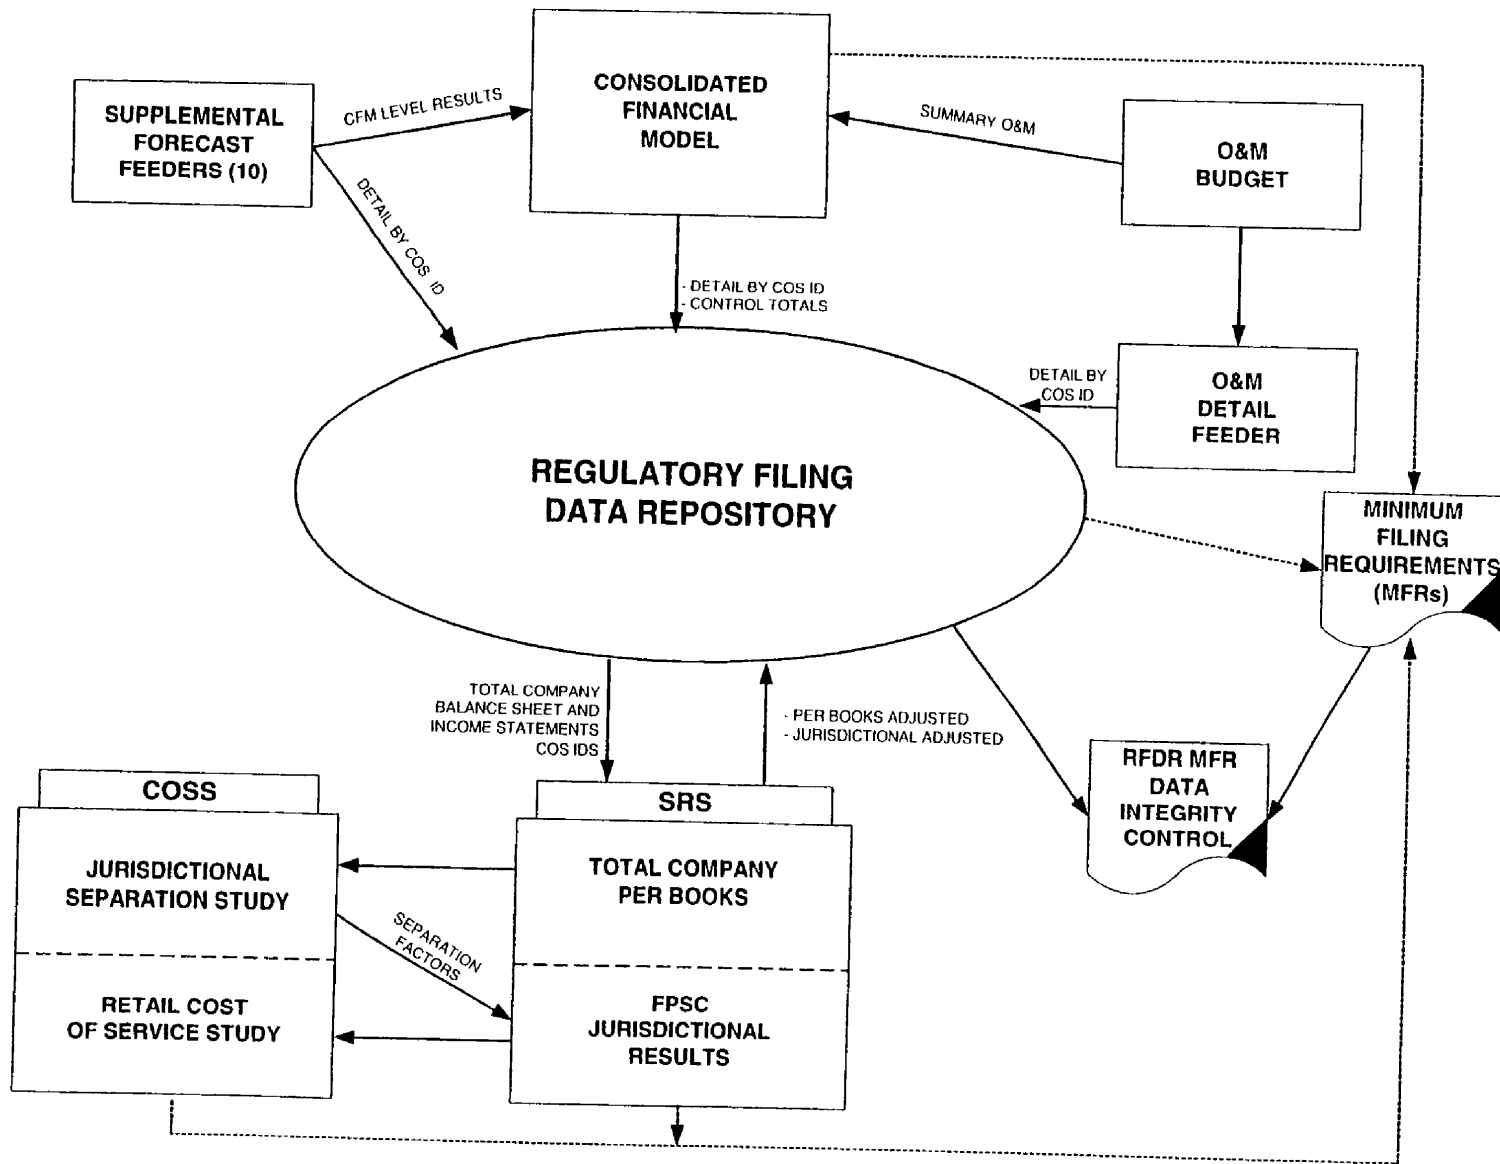 SUPPLEMENTAL
FORECAST
FEEDERS (10)
CFM LEVEL RESULTS
CONSOLIDATED
FINANCIAL
MODEL
SUMMARY O&M
O&M
BUDGET
DETAIL BY COS ID
- DETAIL BY COS ID
- CONTROL TOTALS
DETAIL BY
COS ID
O&M
DETAIL
FEEDER
REGULATORY FILING
DATA REPOSITORY
MINIMUM
FILING
REQUIREMENTS
(MFRs)
TOTAL COMPANY
BALANCE SHEET AND
INCOME STATEMENTS
COS IDS
- PER BOOKS ADJUSTED
- JURISDICTIONAL ADJUSTED
RFDR MFR
DATA
INTEGRITY
CONTROL
COSS
JURISDICTIONAL
SEPARATION STUDY
RETAIL COST
OF SERVICE STUDY
SEPARATION
FACTORS
SRS
TOTAL COMPANY
PER BOOKS
FPSC
JURISDICTIONAL
RESULTS